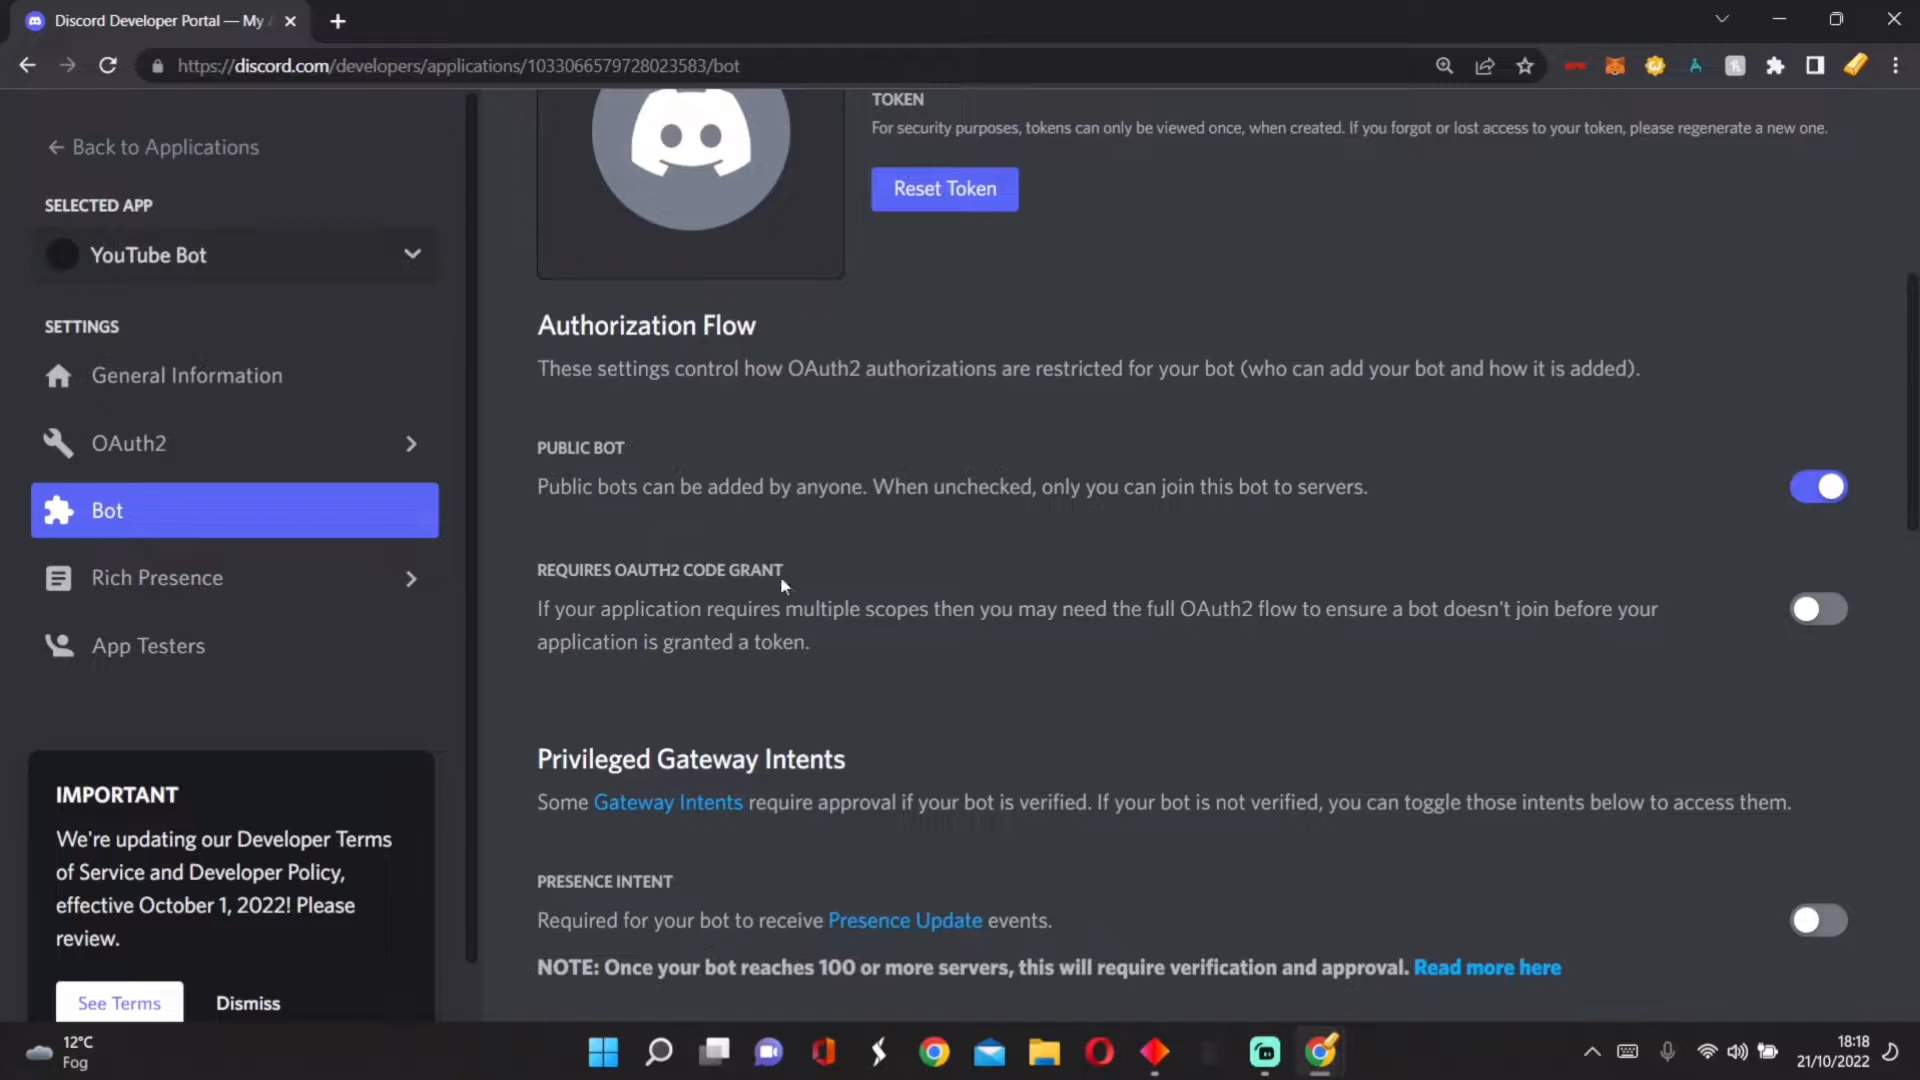 Discord Developer Portal — My
https://discord.com/developers/applications/1033066579728023583/bot
Back to Applications
SELECTED APP
YouTube Bot
SETTINGS
General Information
OAuth2
Bot
Rich Presence
App Testers
IMPORTANT
We're updating our Developer Terms
of Service and Developer Policy,
effective October 1, 2022! Please
review.
See Terms
Dismiss
TOKEN
For security purposes, tokens can only be viewed once, when created. If you forgot or lost access to your token, please regenerate a new one.
Reset Token
Authorization Flow
These settings control how OAuth2 authorizations are restricted for your bot (who can add your bot and how it is added).
PUBLIC BOT
Public bots can be added by anyone. When unchecked, only you can join this bot to servers.
REQUIRES OAUTH2 CODE GRANT
If your application requires multiple scopes then you may need the full OAuth2 flow to ensure a bot doesn't join before your
application is granted a token.
Privileged Gateway Intents
Some Gateway Intents require approval if your bot is verified. If your bot is not verified, you can toggle those intents below to access them.
PRESENCE INTENT
Required for your bot to receive Presence Update events.
NOTE: Once your bot reaches 100 or more servers, this will require verification and approval. Read more here
12°C
Fog
18:18
21/10/2022